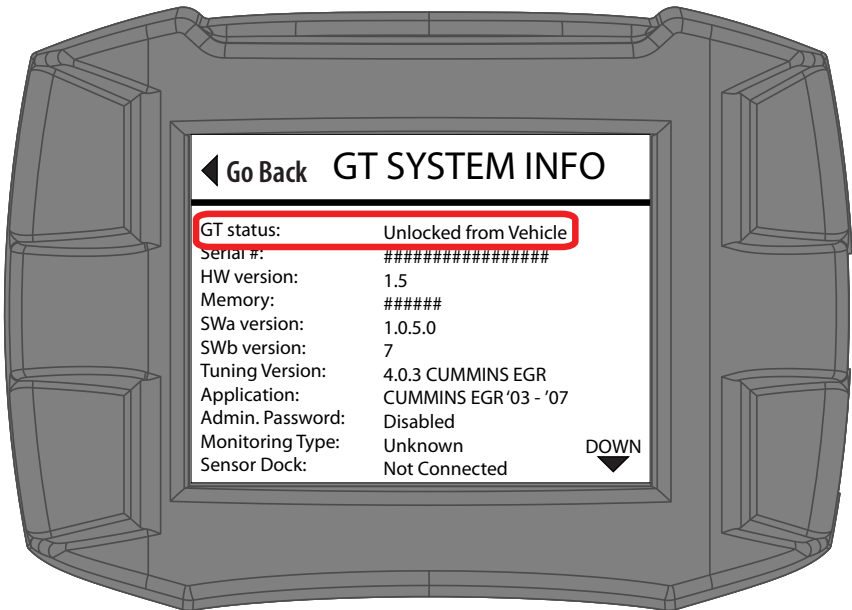 Go Back GT SYSTEM INFO
GT status: Unlocked from Vehicle
Serial #: #################
HW version: 1.5
Memory: ######
SWa version: 1.0.5.0
SWb version: 7
Tuning Version: 4.0.3 CUMMINS EGR
Application: CUMMINS EGR '03 - '07
Admin. Password: Disabled
Monitoring Type: Unknown DOWN
Sensor Dock: Not Connected